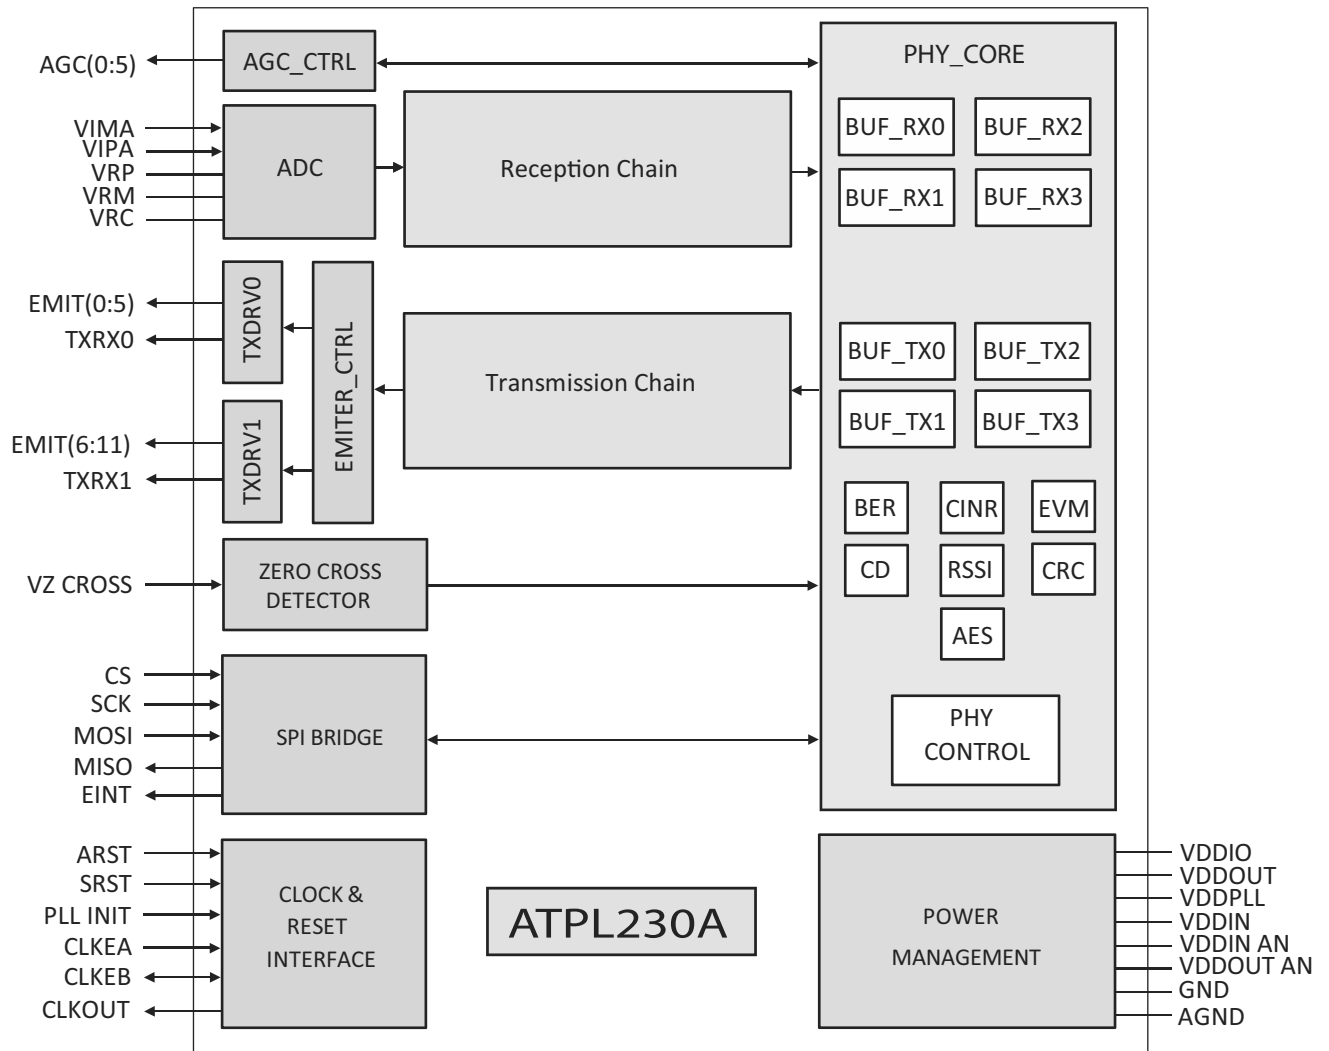 AGC(0:5)
AGC_CTRL
PHY_CORE
VIMA
VIPA
VRP
VRM
VRC
ADC
Reception Chain
BUF_RX0
BUF_RX2
BUF_RX1
BUF_RX3
EMIT(0:5)
TXRX0
TXDRV0
EMITER_CTRL
Transmission Chain
BUF_TX0
BUF_TX2
BUF_TX1
BUF_TX3
EMIT(6:11)
TXRX1
TXDRV1
BER
CINR
EVM
CD
RSSI
CRC
AES
VZ CROSS
ZERO CROSS
DETECTOR
CS
SCK
MOSI
MISO
EINT
SPI BRIDGE
PHY
CONTROL
ARST
SRST
PLL INIT
CLKEA
CLKEB
CLKOUT
CLOCK &
RESET
INTERFACE
ATPL230A
POWER
MANAGEMENT
VDDIO
VDDOUT
VDDPLL
VDDIN
VDDIN AN
VDDOUT AN
GND
AGND